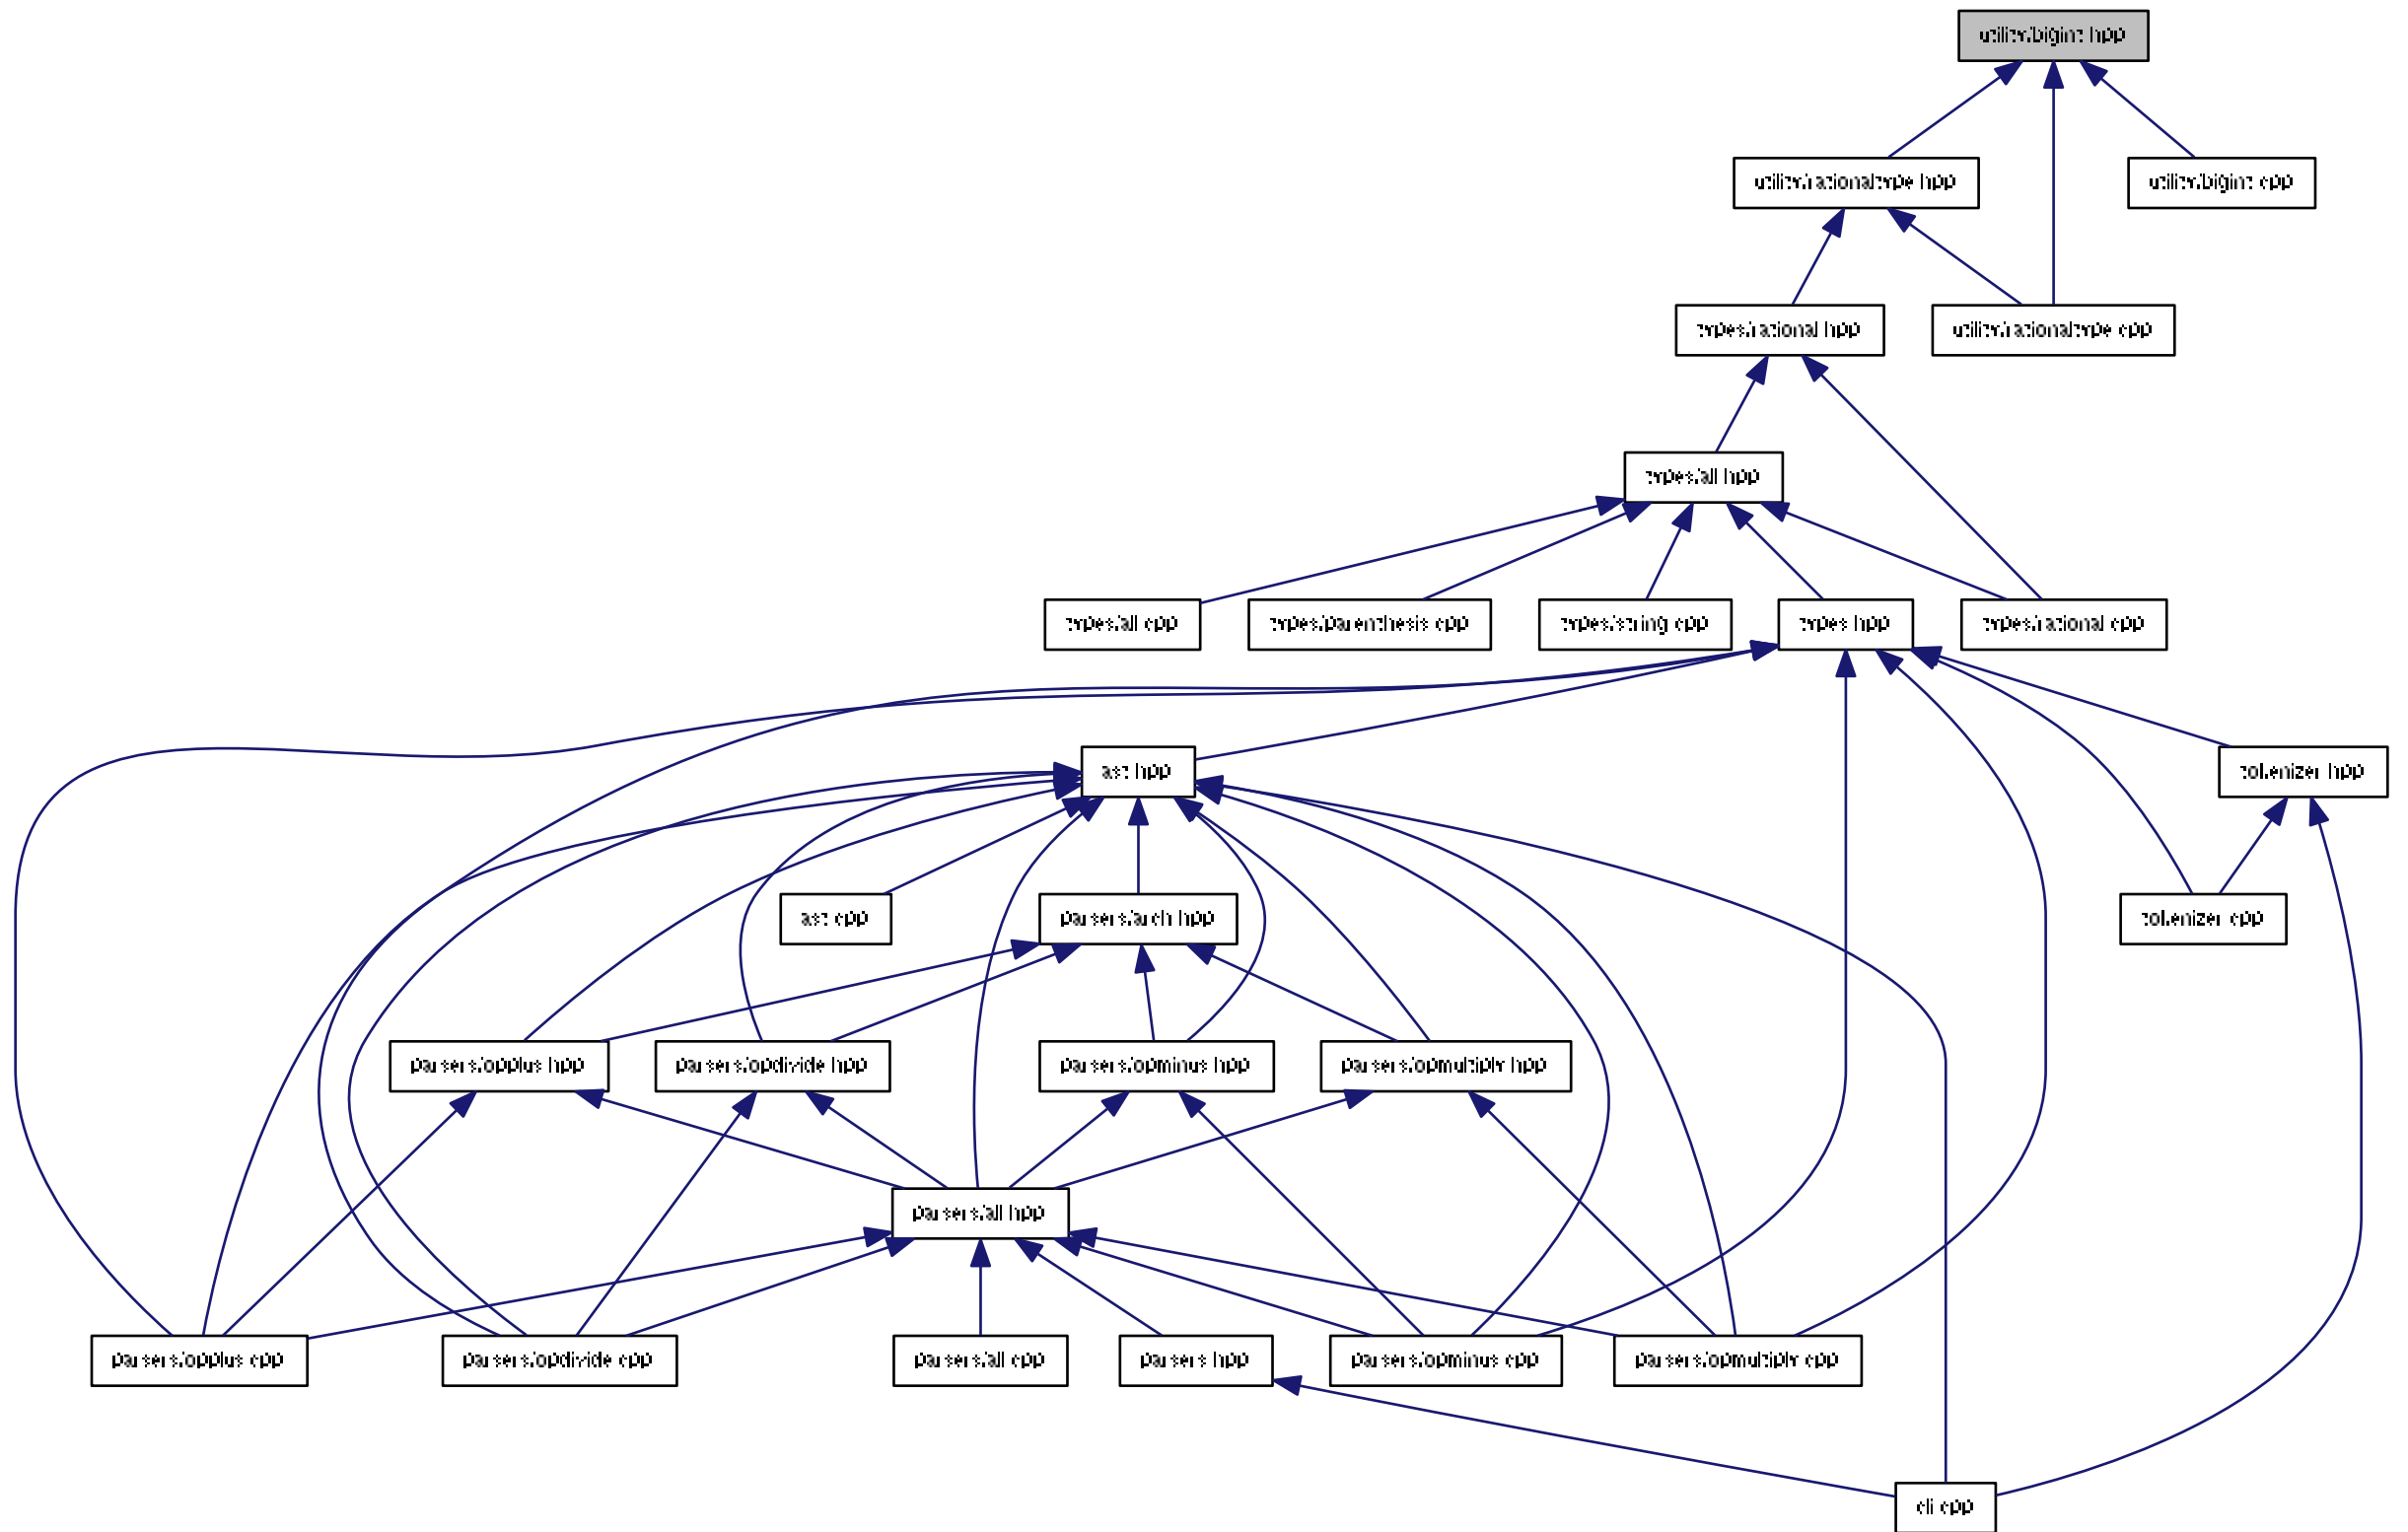 utility/bigint.hpp
utility/rationaltype.hpp
utility/bigint.cpp
types/rational.hpp
utility/rationaltype.cpp
types/all.hpp
types/all.cpp
types/parenthesis.cpp
types/string.cpp
types.hpp
types/rational.cpp
ast.hpp
tokenizer.hpp
ast.cpp
parsers/arch.hpp
tokenizer.cpp
parsers/opplus.hpp
parsers/opdivide.hpp
parsers/opminus.hpp
parsers/opmultiply.hpp
parsers/all.hpp
parsers/opplus.cpp
parsers/opdivide.cpp
parsers/all.cpp
parsers.hpp
parsers/opminus.cpp
parsers/opmultiply.cpp
cli.cpp